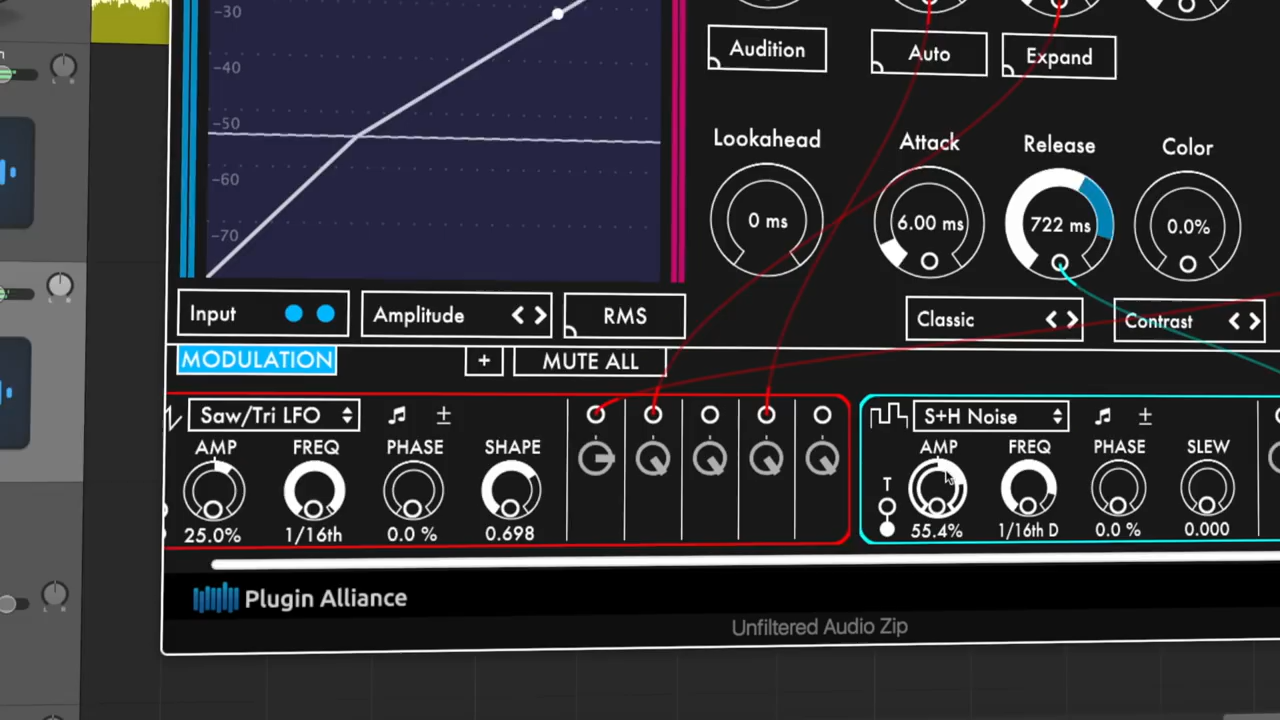 -30
-40
-50
-60
-70
Audition
Auto
Expand
Lookahead
Attack
Release
Color
0 ms
6.00 ms
722 ms
0.0%
Input
Amplitude
RMS
Classic
Contrast
MODULATION
+
MUTE ALL
Saw/Tri LFO
±
AMP
FREQ
PHASE
SHAPE
25.0%
1/16th
0.0 %
0.698
S+H Noise
±
T
AMP
FREQ
PHASE
SLEW
55.4%
1/16th D
0.0 %
0.000
Plugin Alliance
Unfiltered Audio Zip
L R
L R
L R